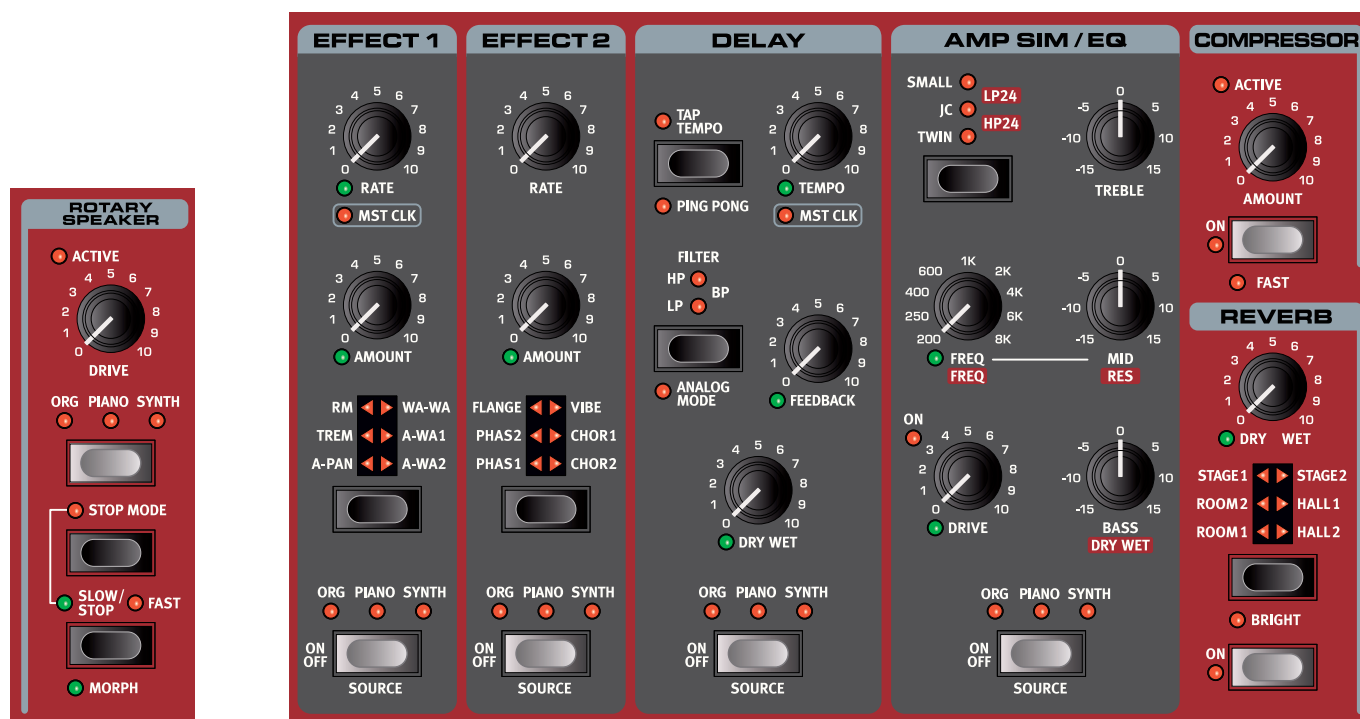 ROTARY
SPEAKER
ACTIVE
0 1 2 3 4 5 6 7 8 9 10
DRIVE
ORG PIANO SYNTH
STOP MODE
SLOW/
STOP
FAST
MORPH
EFFECT 1
0 1 2 3 4 5 6 7 8 9 10
RATE
MST CLK
0 1 2 3 4 5 6 7 8 9 10
AMOUNT
RM WA-WA
TREM A-WA1
A-PAN A-WA2
ORG PIANO SYNTH
ON
OFF
SOURCE
EFFECT 2
0 1 2 3 4 5 6 7 8 9 10
RATE
0 1 2 3 4 5 6 7 8 9 10
AMOUNT
FLANGE VIBE
PHAS2 CHOR1
PHAS1 CHOR2
ORG PIANO SYNTH
ON
OFF
SOURCE
DELAY
TAP
TEMPO
PING PONG
0 1 2 3 4 5 6 7 8 9 10
TEMPO
MST CLK
FILTER
HP
BP
LP
ANALOG
MODE
0 1 2 3 4 5 6 7 8 9 10
FEEDBACK
0 1 2 3 4 5 6 7 8 9 10
DRY WET
ORG PIANO SYNTH
ON
OFF
SOURCE
AMP SIM / EQ
SMALL
LP24
JC
HP24
TWIN
-15 -10 -5 0 5 10 15
TREBLE
200 250 400 600 1K 2K 4K 6K 8K
FREQ
FREQ
-15 -10 -5 0 5 10 15
MID
RES
ON
0 1 2 3 4 5 6 7 8 9 10
DRIVE
-15 -10 -5 0 5 10 15
BASS
DRY WET
ORG PIANO SYNTH
ON
OFF
SOURCE
COMPRESSOR
ACTIVE
0 1 2 3 4 5 6 7 8 9 10
AMOUNT
ON
FAST
REVERB
0 1 2 3 4 5 6 7 8 9 10
DRY WET
STAGE1 STAGE2
ROOM2 HALL1
ROOM1 HALL2
BRIGHT
ON